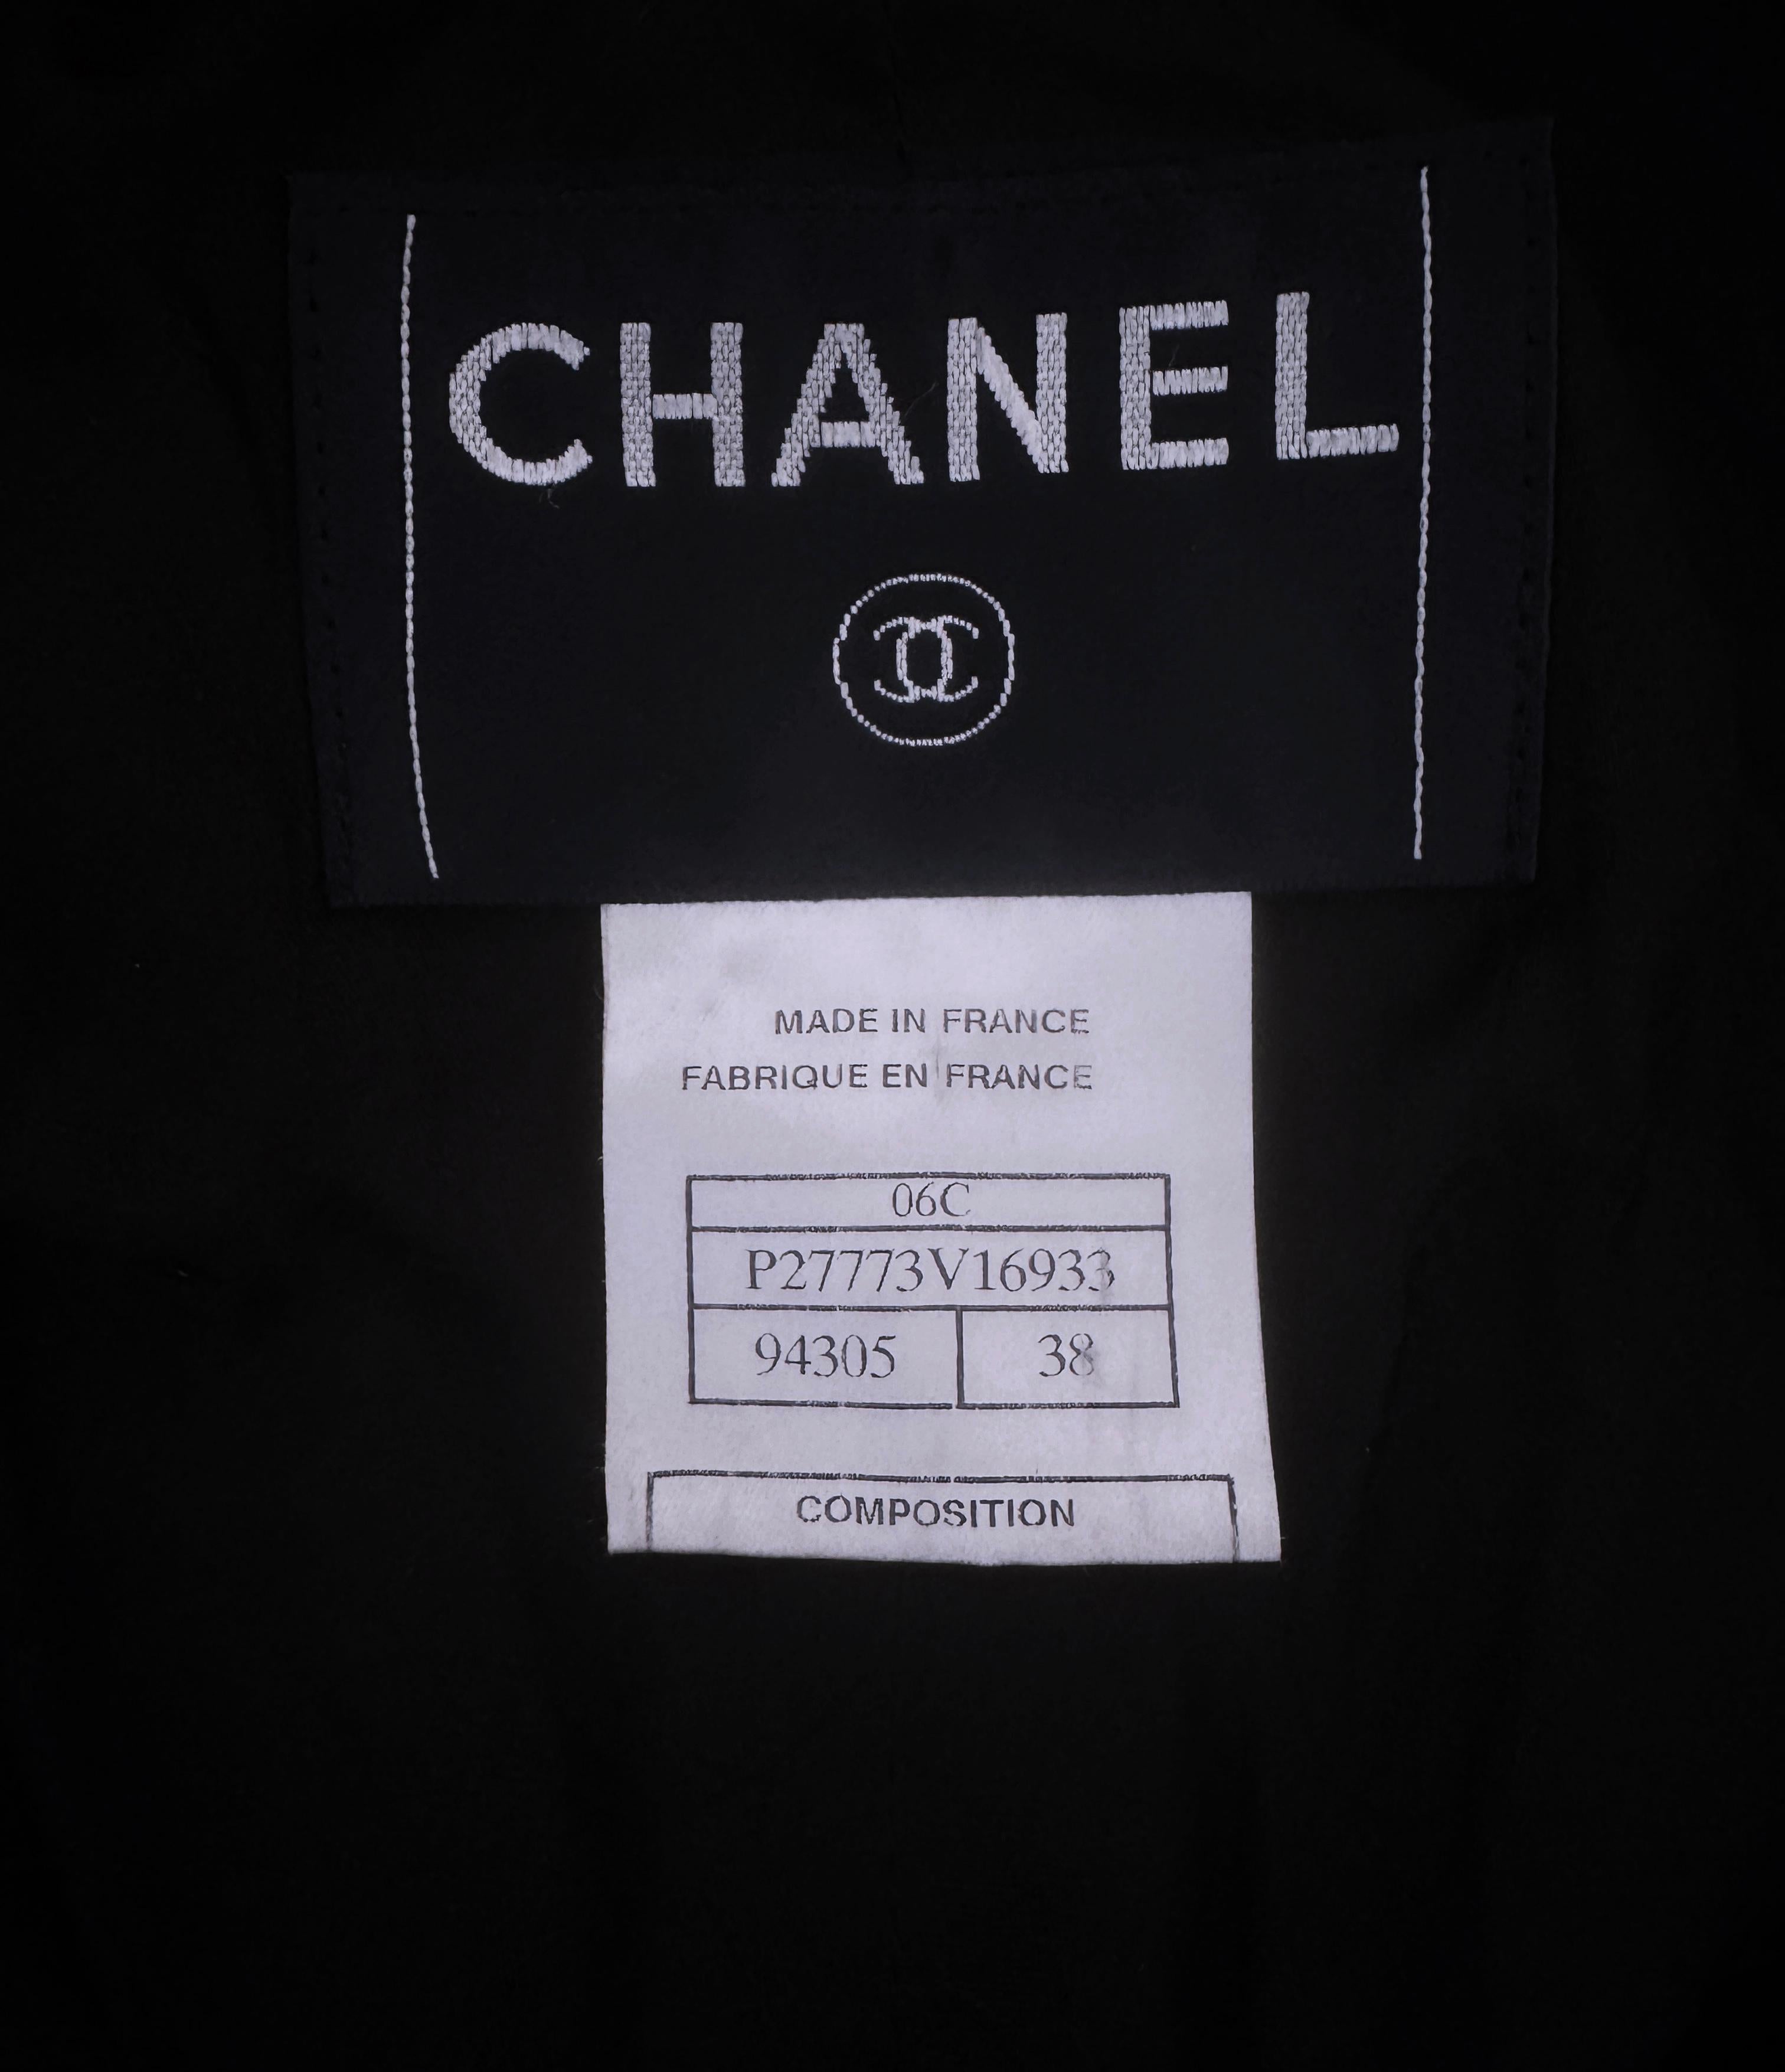 CHANEL
MADE IN FRANCE
FABRIQUE EN FRANCE
06C
P27773V16933
94305 38
COMPOSITION